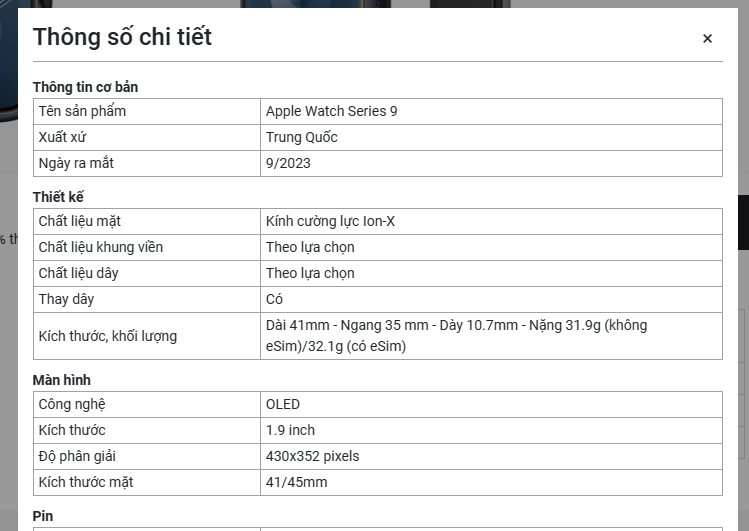 Thông số chi tiết
×
Thông tin cơ bản
Tên sản phẩm Apple Watch Series 9
Xuất xứ Trung Quốc
Ngày ra mắt 9/2023
Thiết kế
Chất liệu mặt Kính cường lực Ion-X
Chất liệu khung viền Theo lựa chọn
Chất liệu dây Theo lựa chọn
Thay dây Có
Kích thước, khối lượng Dài 41mm - Ngang 35 mm - Dày 10.7mm - Nặng 31.9g (không
eSim)/32.1g (có eSim)
Màn hình
Công nghệ OLED
Kích thước 1.9 inch
Độ phân giải 430x352 pixels
Kích thước mặt 41/45mm
Pin